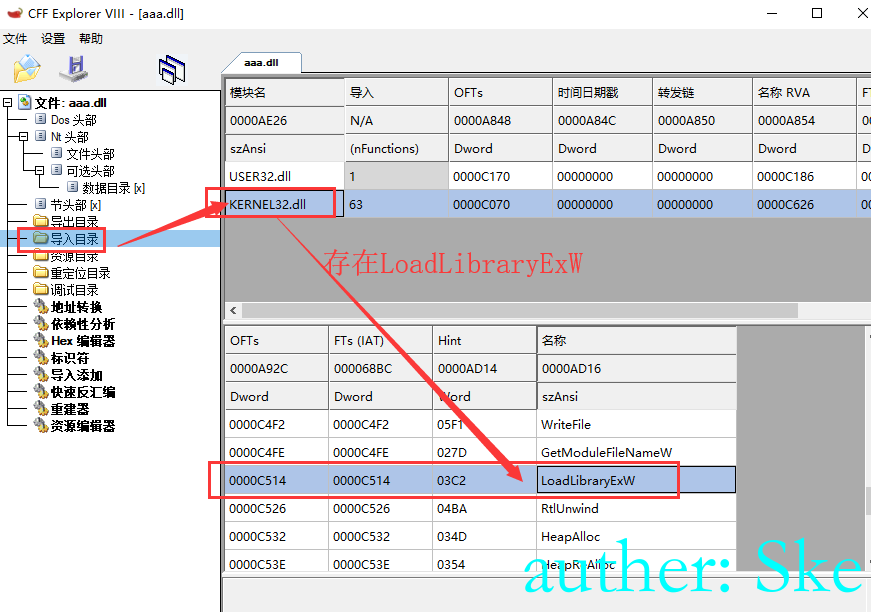 CFF Explorer VIII - [aaa.dll]
文件 设置 帮助
aaa.dll
文件: aaa.dll
Dos 头部
Nt 头部
文件头部
可选头部
数据目录 [x]
节头部 [x]
导出目录
导入目录
资源目录
重定位目录
调试目录
地址转换
依赖性分析
Hex 编辑器
标识符
导入添加
快速反汇编
重建器
资源编辑器
模块名 导入 OFTs 时间日期戳 转发链 名称 RVA
0000AE26 N/A 0000A848 0000A84C 0000A850 0000A854
szAnsi (nFunctions) Dword Dword Dword Dword
USER32.dll 1 0000C170 00000000 00000000 0000C186
KERNEL32.dll 63 0000C070 00000000 00000000 0000C626
存在LoadLibraryExW
OFTs FTs (IAT) Hint 名称
0000A92C 000068BC 0000AD14 0000AD16
Dword Dword Word szAnsi
0000C4F2 0000C4F2 05F1 WriteFile
0000C4FE 0000C4FE 027D GetModuleFileNameW
0000C514 0000C514 03C2 LoadLibraryExW
0000C526 0000C526 04BA RtlUnwind
0000C532 0000C532 034D HeapAlloc
0000C53E 0000C53E 0354 HeapReAlloc
auther: Ske